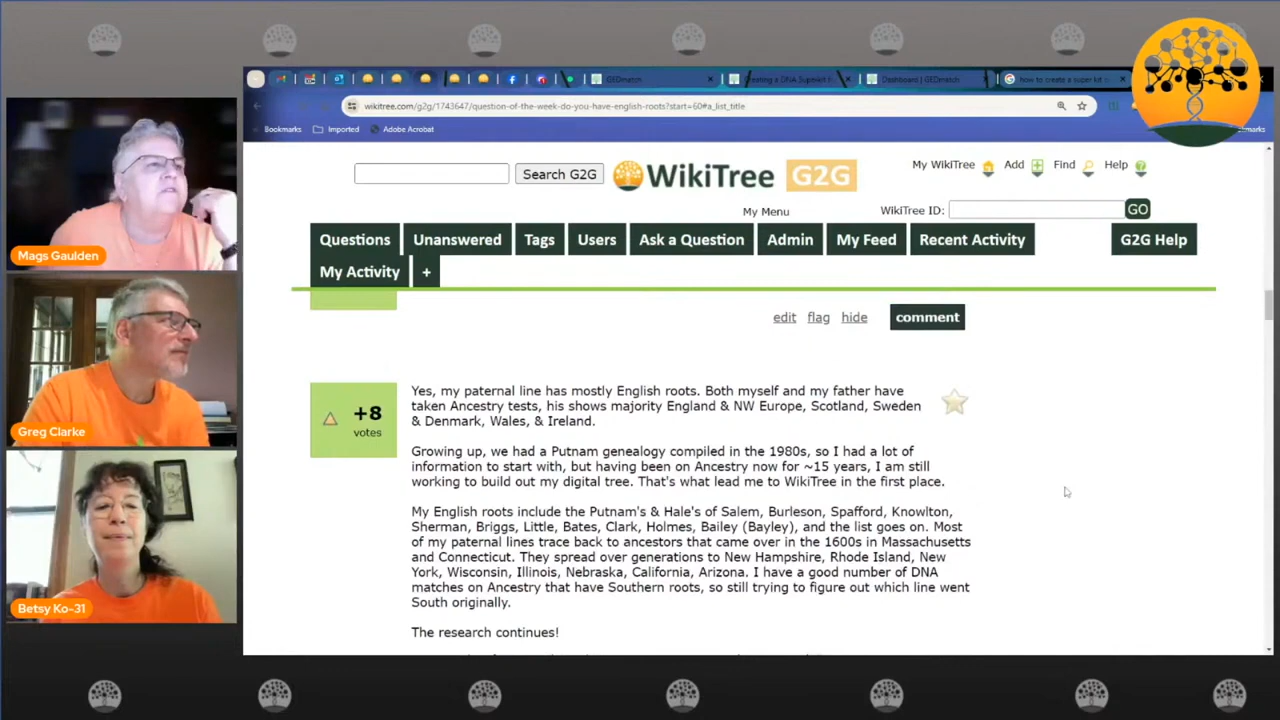 GEDmatch
Creating a DNA Superkit
Dashboard | GEDmatch
how to create a super kit
wikitree.com/g2g/1743647/question-of-the-week-do-you-have-english-roots?start=60#a_list_title
Bookmarks
Imported
Adobe Acrobat
Search G2G
WikiTree G2G
My WikiTree
Add
Find
Help
My Menu
WikiTree ID:
GO
Questions
Unanswered
Tags
Users
Ask a Question
Admin
My Feed
Recent Activity
G2G Help
My Activity
+
edit
flag
hide
comment
+8
votes
Yes, my paternal line has mostly English roots. Both myself and my father have
taken Ancestry tests, his shows majority England & NW Europe, Scotland, Sweden
& Denmark, Wales, & Ireland.
Growing up, we had a Putnam genealogy compiled in the 1980s, so I had a lot of
information to start with, but having been on Ancestry now for ~15 years, I am still
working to build out my digital tree. That's what lead me to WikiTree in the first place.
My English roots include the Putnam's & Hale's of Salem, Burleson, Spafford, Knowlton,
Sherman, Briggs, Little, Bates, Clark, Holmes, Bailey (Bayley), and the list goes on. Most
of my paternal lines trace back to ancestors that came over in the 1600s in Massachusetts
and Connecticut. They spread over generations to New Hampshire, Rhode Island, New
York, Wisconsin, Illinois, Nebraska, California, Arizona. I have a good number of DNA
matches on Ancestry that have Southern roots, so still trying to figure out which line went
South originally.
The research continues!
Mags Gaulden
Greg Clarke
Betsy Ko-31